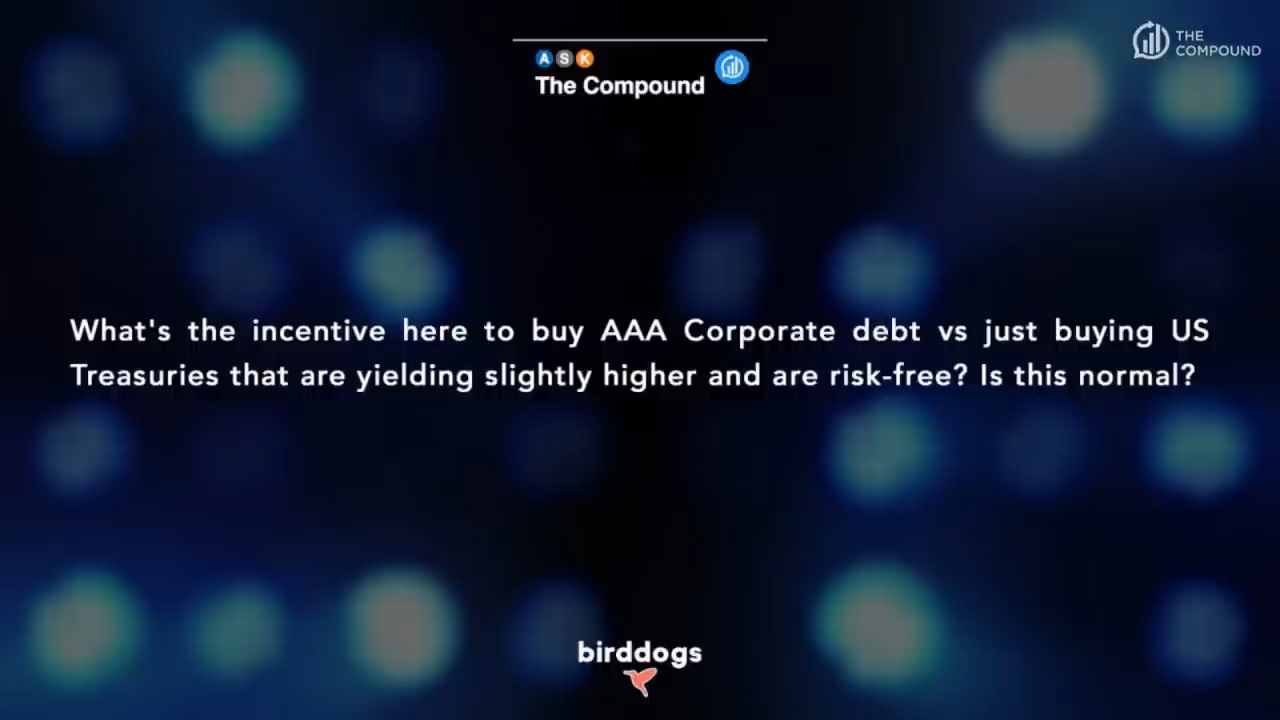 A S K
The Compound
THE
COMPOUND
What's the incentive here to buy AAA Corporate debt vs just buying US
Treasuries that are yielding slightly higher and are risk-free? Is this normal?
birddogs